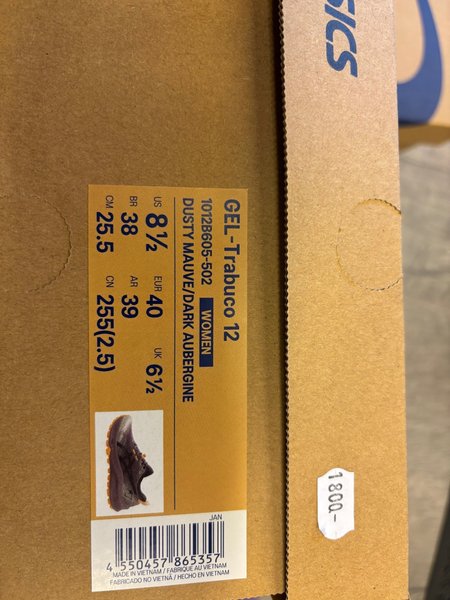 ASICS
GEL-Trabuco 12
1012B605-502 WOMEN
DUSTY MAUVE/DARK AUBERGINE
US 8½ EUR 40 UK 6½
BR 38 AR 39
CM 25.5 CN 255(2.5)
JAN
4 550457 865357
MADE IN VIETNAM / FABRIQUE AU VIETNAM
FABRICADO NO VIETNÃ / HECHO EN VIETNAM
1800-